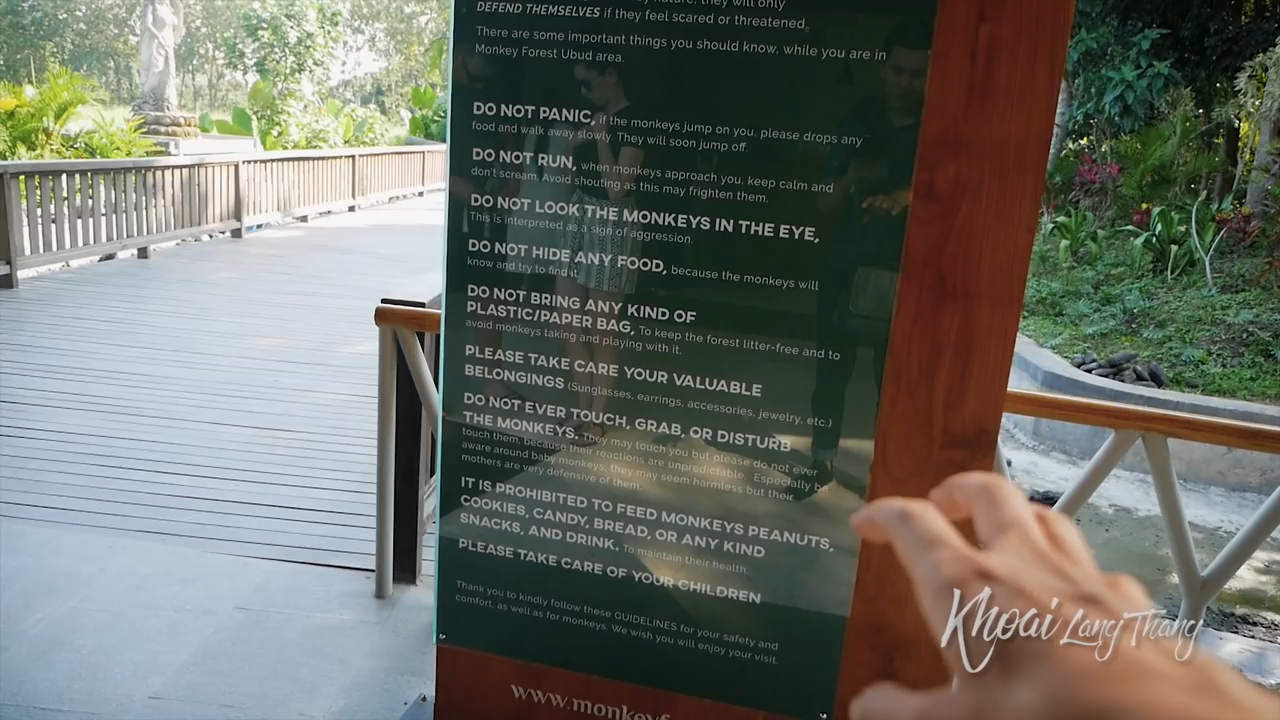 by nature, they will only
DEFEND THEMSELVES if they feel scared or threatened.
There are some important things you should know, while you are in
Monkey Forest Ubud area.
DO NOT PANIC, if the monkeys jump on you, please drops any
food and walk away slowly. They will soon jump off.
DO NOT RUN, when monkeys approach you, keep calm and
don't scream. Avoid shouting as this may frighten them.
DO NOT LOOK THE MONKEYS IN THE EYE,
This is interpreted as a sign of aggression.
DO NOT HIDE ANY FOOD, because the monkeys will
know and try to find it.
DO NOT BRING ANY KIND OF
PLASTIC/PAPER BAG, To keep the forest litter-free and to
avoid monkeys taking and playing with it.
PLEASE TAKE CARE YOUR VALUABLE
BELONGINGS (Sunglasses, earrings, accessories, jewelry, etc.)
DO NOT EVER TOUCH, GRAB, OR DISTURB
THE MONKEYS. They may touch you but please do not ever
touch them, because their reactions are unpredictable. Especially be
aware around baby monkeys, they may seem harmless but their
mothers are very defensive of them.
IT IS PROHIBITED TO FEED MONKEYS PEANUTS,
COOKIES, CANDY, BREAD, OR ANY KIND
SNACKS, AND DRINK. To maintain their health.
PLEASE TAKE CARE OF YOUR CHILDREN
Thank you to kindly follow these GUIDELINES for your safety and
comfort, as well as for monkeys. We wish you will enjoy your visit.
www.monkeyf
Khoai Lang Thang